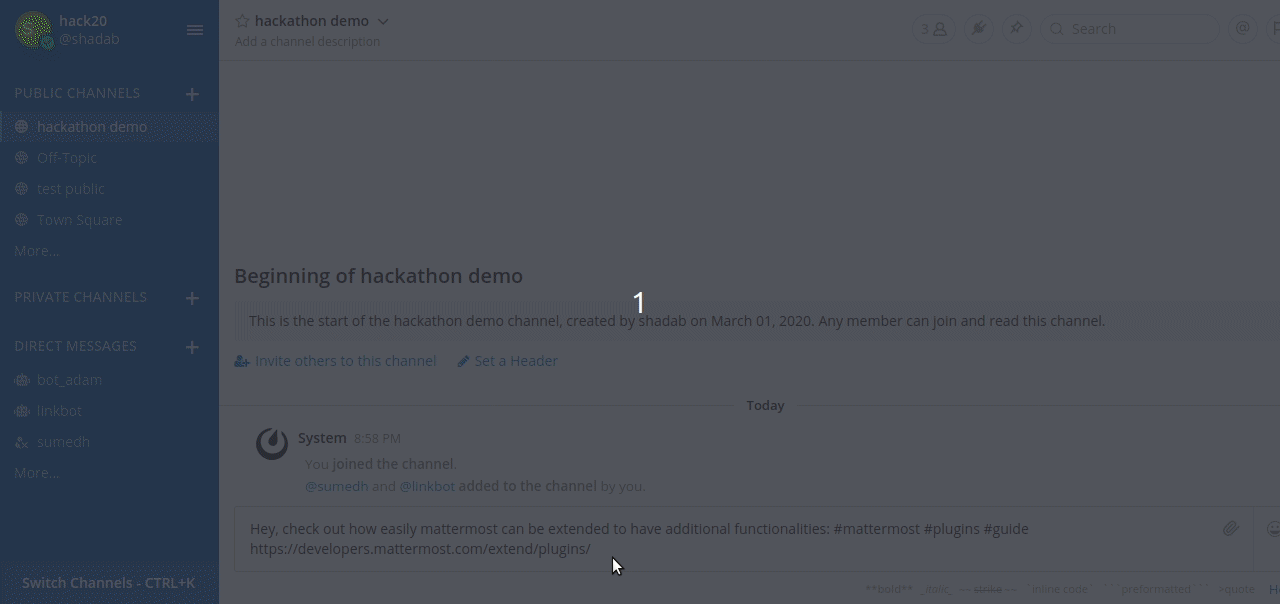 hack20
@shadab
PUBLIC CHANNELS
hackathon demo
Off-Topic
test public
Town Square
More...
PRIVATE CHANNELS
DIRECT MESSAGES
bot_adam
linkbot
sumedh
More...
Switch Channels - CTRL+K
hackathon demo
Add a channel description
3
Search
@
Beginning of hackathon demo
1
This is the start of the hackathon demo channel, created by shadab on March 01, 2020. Any member can join and read this channel.
Invite others to this channel Set a Header
Today
System 8:58 PM
You joined the channel.
@sumedh and @linkbot added to the channel by you.
Hey, check out how easily mattermost can be extended to have additional functionalities: #mattermost #plugins #guide
https://developers.mattermost.com/extend/plugins/
**bold** _italic_ ~~strike~~ `inline code` ```preformatted``` >quote